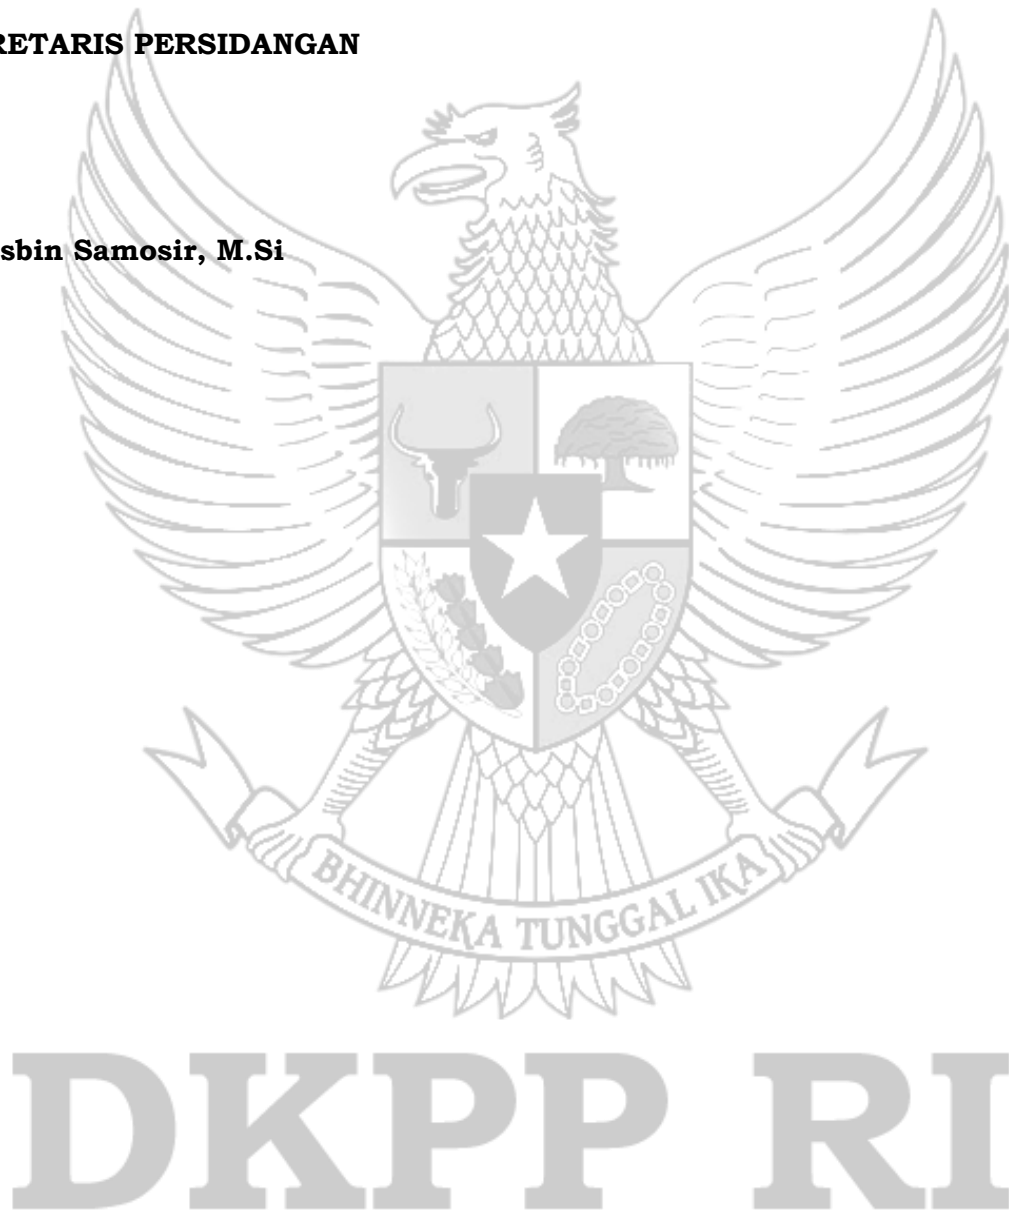 RETARIS PERSIDANGAN
sbin Samosir, M.Si
BHINNEKA TUNGGAL IKA
DKPP RI